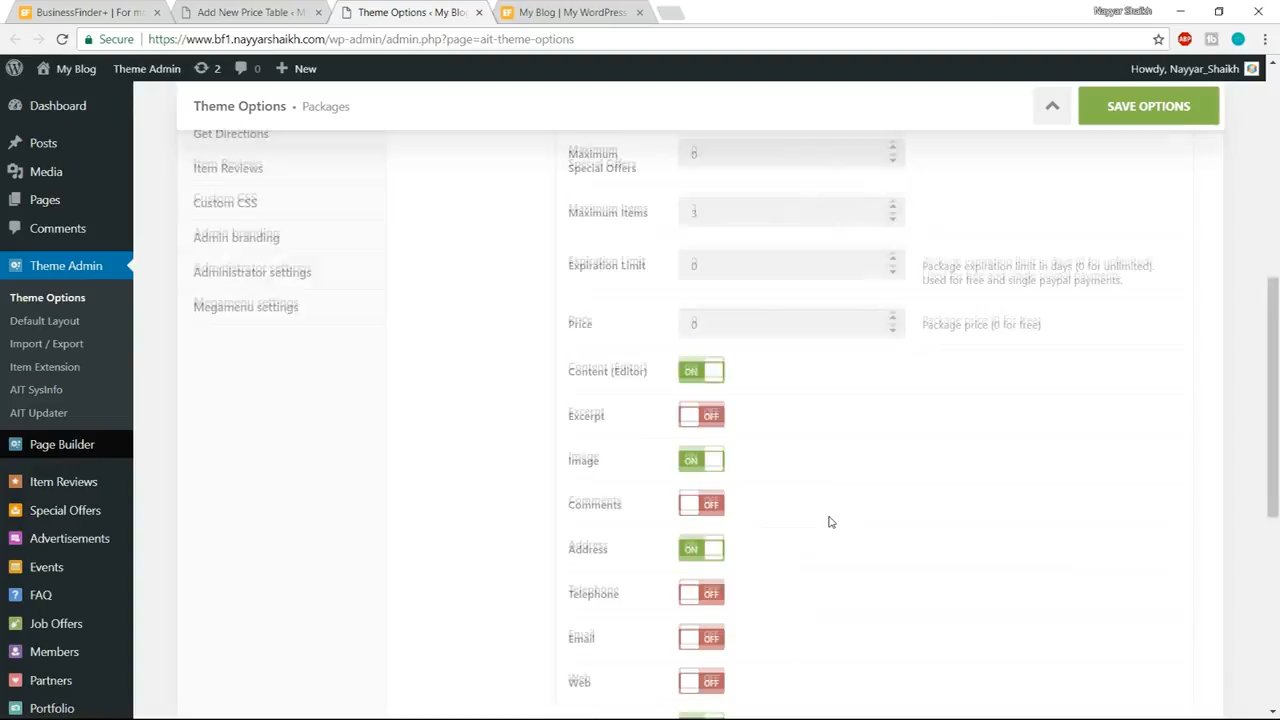 BusinessFinder+ | For mo
Add New Price Table ‹ M
Theme Options ‹ My Blo
My Blog | My WordPress
Nayyar Shaikh
Secure
https://www.bf1.nayyarshaikh.com/wp-admin/admin.php?page=ait-theme-options
ABP
tb
My Blog
Theme Admin
2
0
New
Howdy, Nayyar_Shaikh
Dashboard
Posts
Media
Pages
Comments
Theme Admin
Theme Options
Default Layout
Import / Export
Item Extension
AIT SysInfo
AIT Updater
Page Builder
Item Reviews
Special Offers
Advertisements
Events
FAQ
Job Offers
Members
Partners
Portfolio
Theme Options • Packages
SAVE OPTIONS
Get Directions
Item Reviews
Custom CSS
Admin branding
Administrator settings
Megamenu settings
Maximum
Special Offers
0
Maximum Items
3
Expiration Limit
0
Package expiration limit in days (0 for unlimited).
Used for free and single paypal payments.
Price
0
Package price (0 for free)
Content (Editor)
ON
Excerpt
OFF
Image
ON
Comments
OFF
Address
ON
Telephone
OFF
Email
OFF
Web
OFF